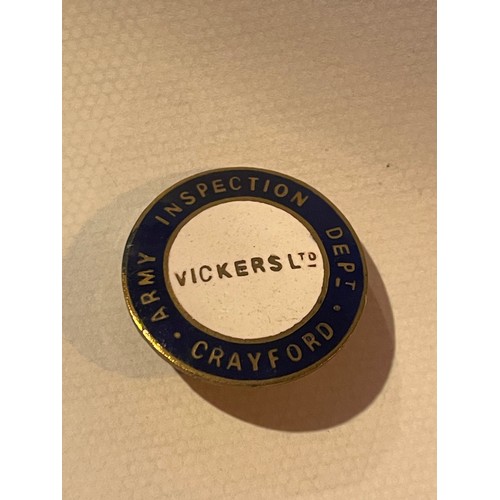 ARMY INSPECTION DEPT
VICKERS LTD
· CRAYFORD ·